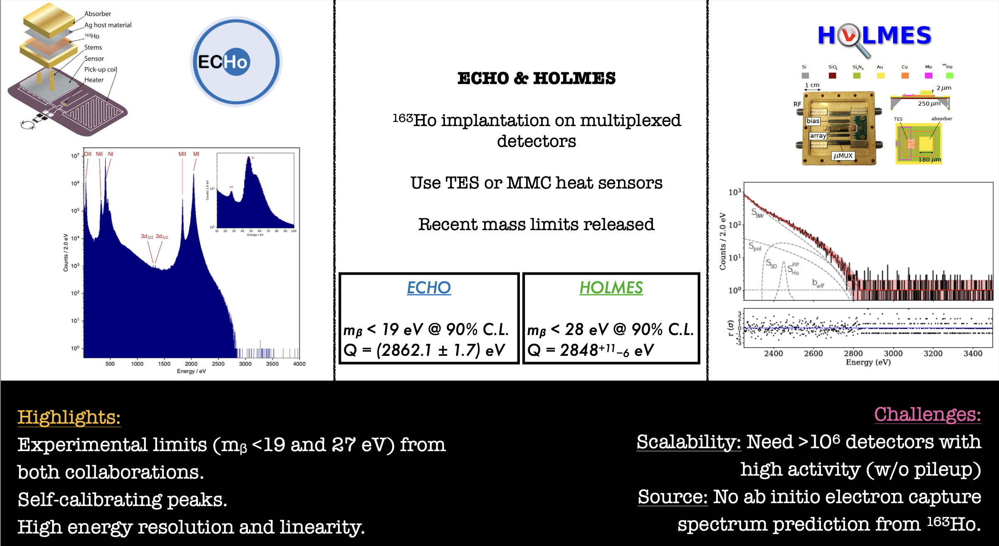 Absorber
Ag host material
¹⁶³Ho
Stems
Sensor
Pick-up coil
Heater
ECHo
OII NII NI MII MI
3d₃/₂ 3d₅/₂
10⁷
10⁶
10⁵
10⁴
10³
10²
10¹
10⁰
Counts / 2.0 eV
500 1000 1500 2000 2500 3000 3500 4000
Energy / eV
OI
OII
10⁵
10⁴
Counts 1.0 eV
10 20 30 40 50 60 70 80 90 100
Energy / eV
ECHO & HOLMES
¹⁶³Ho implantation on multiplexed
detectors
Use TES or MMC heat sensors
Recent mass limits released
ECHO
mᵦ < 19 eV @ 90% C.L.
Q = (2862.1 ± 1.7) eV
HOLMES
mᵦ < 28 eV @ 90% C.L.
Q = 2848⁺¹¹₋₆ eV
HOLMES
Si SiO₂ Si₂N₃ Au Cu Mo ¹⁶³Ho
1 cm
RF
bias
array
μMUX
2 μm
250 μm
TES absorber
180 μm
10³
10²
10¹
10⁰
Counts / 2.0 eV
S_BW
S_pol
S_SO
S_Ho^pp
b_eff
3
2
1
0
-1
-2
-3
r (σ)
2400 2600 2800 3000 3200 3400
Energy (eV)
Highlights:
Experimental limits (mᵦ <19 and 27 eV) from
both collaborations.
Self-calibrating peaks.
High energy resolution and linearity.
Challenges:
Scalability: Need >10⁶ detectors with
high activity (w/o pileup)
Source: No ab initio electron capture
spectrum prediction from ¹⁶³Ho.